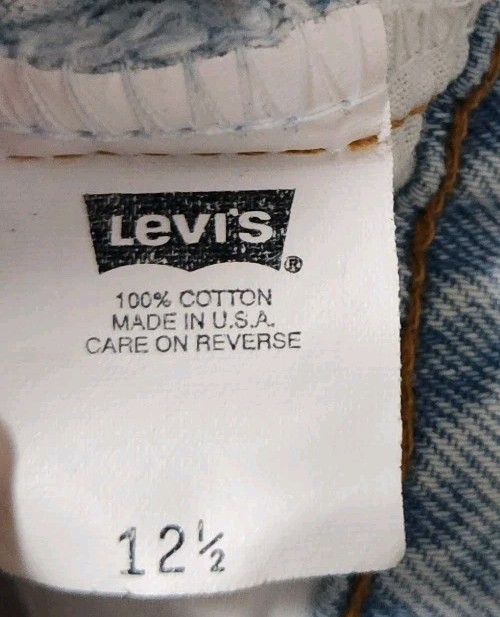 Levi's ®
100% COTTON
MADE IN U.S.A.
CARE ON REVERSE
12½